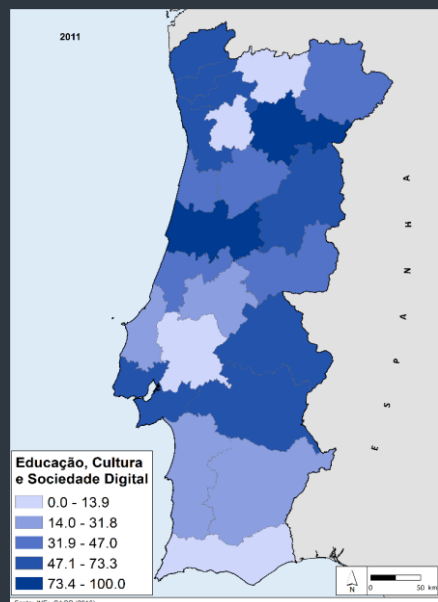 2011
ESPANHA
Educação, Cultura
e Sociedade Digital
0.0 - 13.9
14.0 - 31.8
31.9 - 47.0
47.1 - 73.3
73.4 - 100.0
N
0 50 km